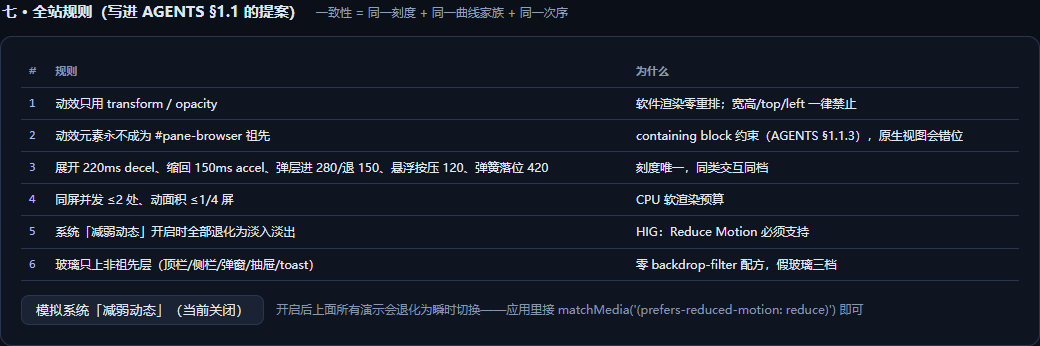 七 · 全站规则（写进 AGENTS §1.1 的提案） 一致性 = 同一刻度 + 同一曲线家族 + 同一次序
# 规则 为什么
1 动效只用 transform / opacity 软件渲染零重排；宽高/top/left 一律禁止
2 动效元素永不成为 #pane-browser 祖先 containing block 约束（AGENTS §1.1.3），原生视图会错位
3 展开 220ms decel、缩回 150ms accel、弹层进 280/退 150、悬浮按压 120、弹簧落位 420 刻度唯一，同类交互同档
4 同屏并发 ≤2 处、动面积 ≤1/4 屏 CPU 软渲染预算
5 系统「减弱动态」开启时全部退化为淡入淡出 HIG：Reduce Motion 必须支持
6 玻璃只上非祖先层（顶栏/侧栏/弹窗/抽屉/toast） 零 backdrop-filter 配方，假玻璃三档
模拟系统「减弱动态」（当前关闭） 开启后上面所有演示会退化为瞬时切换——应用里接 matchMedia('(prefers-reduced-motion: reduce)') 即可